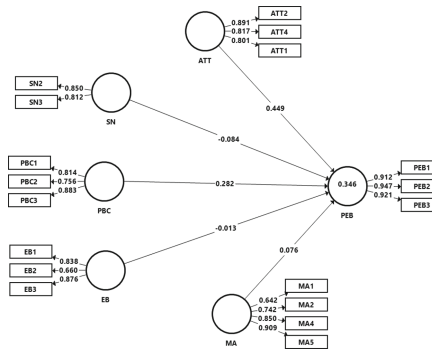 0.891 ATT2
0.817 ATT4
0.801 ATT1
ATT
SN2 0.850
SN3 0.812
SN
0.449
-0.084
PBC1 0.814
PBC2 0.756
PBC3 0.883
PBC
0.282
0.346
PEB
0.912 PEB1
0.947 PEB2
0.921 PEB3
-0.013
EB1 0.838
EB2 0.660
EB3 0.876
EB
0.076
0.642 MA1
0.742 MA2
0.850 MA4
0.909 MA5
MA